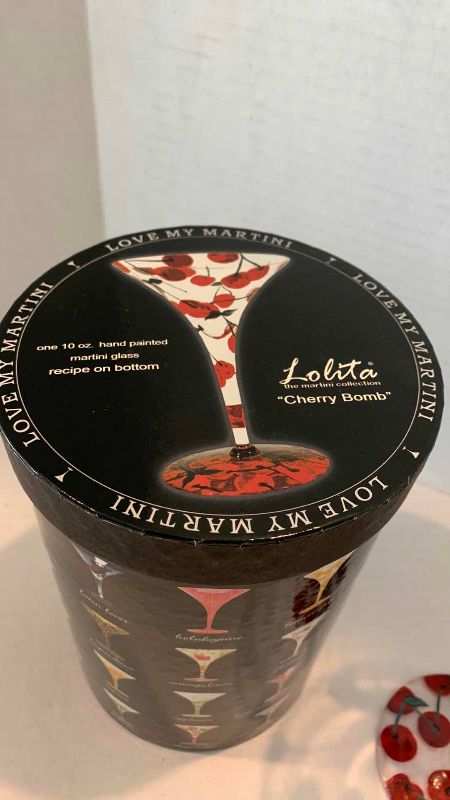 LOVE MY MARTINI
LOVE MY MARTINI
LOVE MY MARTINI
LOVE MY MARTINI
one 10 oz. hand painted
martini glass
recipe on bottom
Lolita®
the martini collection
"Cherry Bomb"